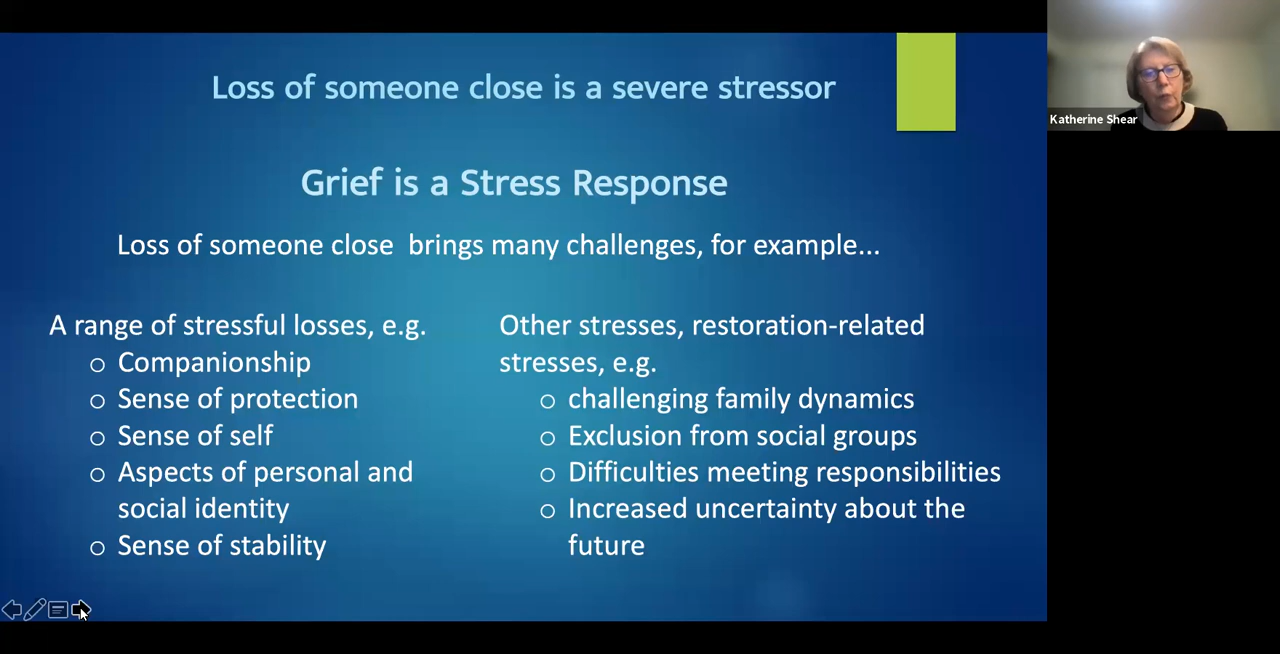 Loss of someone close is a severe stressor
Katherine Shear
Grief is a Stress Response
Loss of someone close brings many challenges, for example...
A range of stressful losses, e.g.
o Companionship
o Sense of protection
o Sense of self
o Aspects of personal and
social identity
o Sense of stability
Other stresses, restoration-related
stresses, e.g.
o challenging family dynamics
o Exclusion from social groups
o Difficulties meeting responsibilities
o Increased uncertainty about the
future